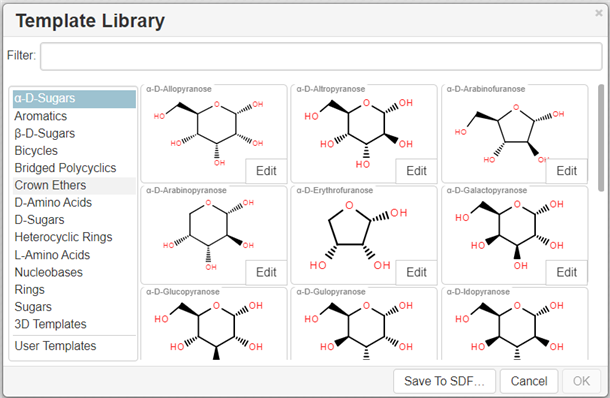 Template Library
×
Filter:
α-D-Sugars
Aromatics
β-D-Sugars
Bicycles
Bridged Polycyclics
Crown Ethers
D-Amino Acids
D-Sugars
Heterocyclic Rings
L-Amino Acids
Nucleobases
Rings
Sugars
3D Templates
User Templates
α-D-Allopyranose
HO O OH
HO OH
OH
Edit
α-D-Altropyranose
HO O OH
HO OH
OH
Edit
α-D-Arabinofuranose
HO O OH
HO OH
Edit
α-D-Arabinopyranose
O OH
HO OH
OH
Edit
α-D-Erythrofuranose
O OH
HO OH
Edit
α-D-Galactopyranose
HO O OH
HO OH
OH
Edit
α-D-Glucopyranose
HO O OH
HO OH
α-D-Gulopyranose
HO O OH
HO OH
α-D-Idopyranose
HO O OH
HO OH
Save To SDF...
Cancel
OK